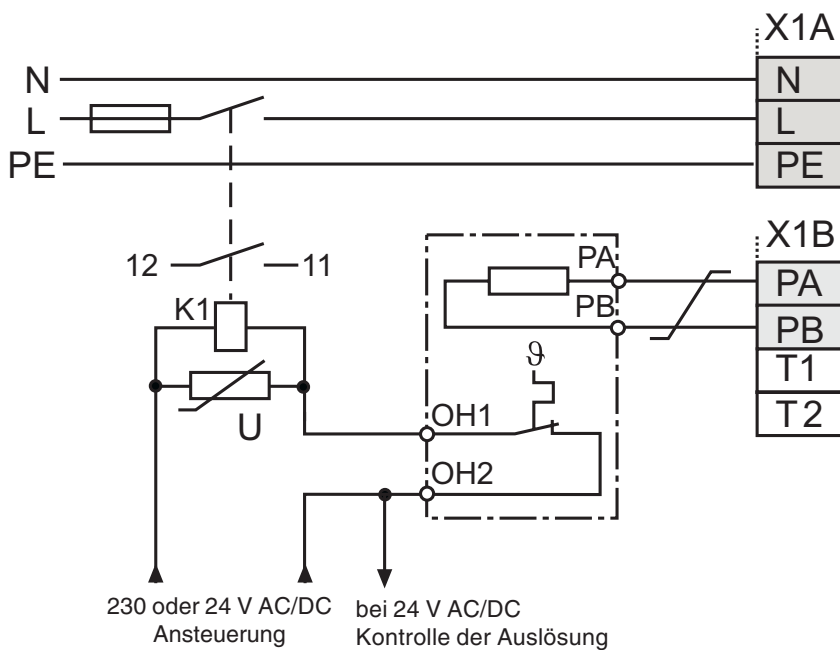 X1A
N N
L L
PE PE
X1B
12 11
PA PA
K1
PB PB
ϑ
T1
U
OH1
T2
OH2
230 oder 24 V AC/DC
Ansteuerung
bei 24 V AC/DC
Kontrolle der Auslösung